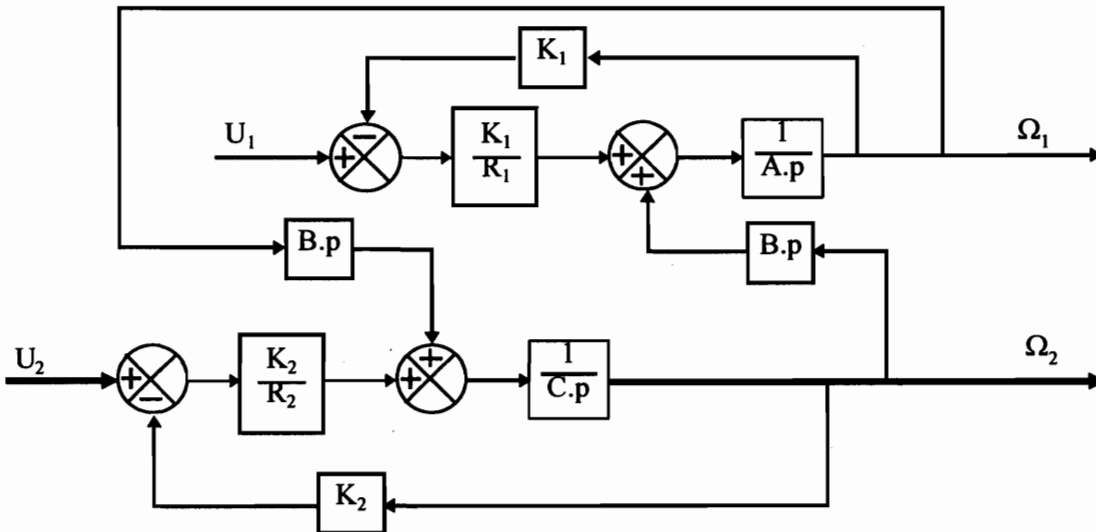 K₁
U₁
−
+
K₁
R₁
+
+
1
A.p
Ω₁
B.p
B.p
U₂
+
−
K₂
R₂
+
+
1
C.p
Ω₂
K₂